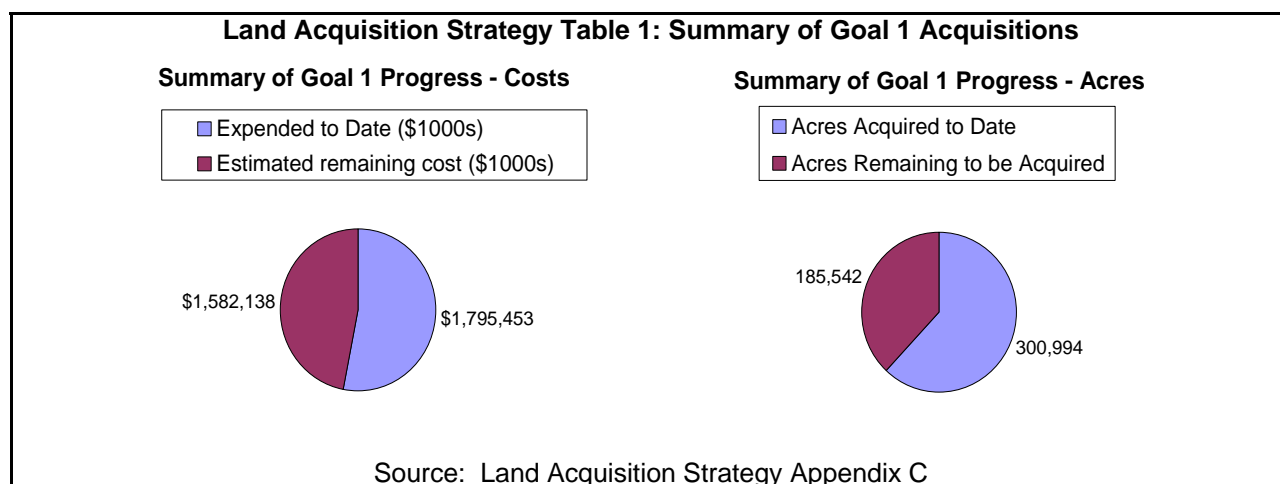 Land Acquisition Strategy Table 1: Summary of Goal 1 Acquisitions
Summary of Goal 1 Progress - Costs
Expended to Date ($1000s)
Estimated remaining cost ($1000s)
$1,582,138
$1,795,453
Summary of Goal 1 Progress - Acres
Acres Acquired to Date
Acres Remaining to be Acquired
185,542
300,994
Source: Land Acquisition Strategy Appendix C